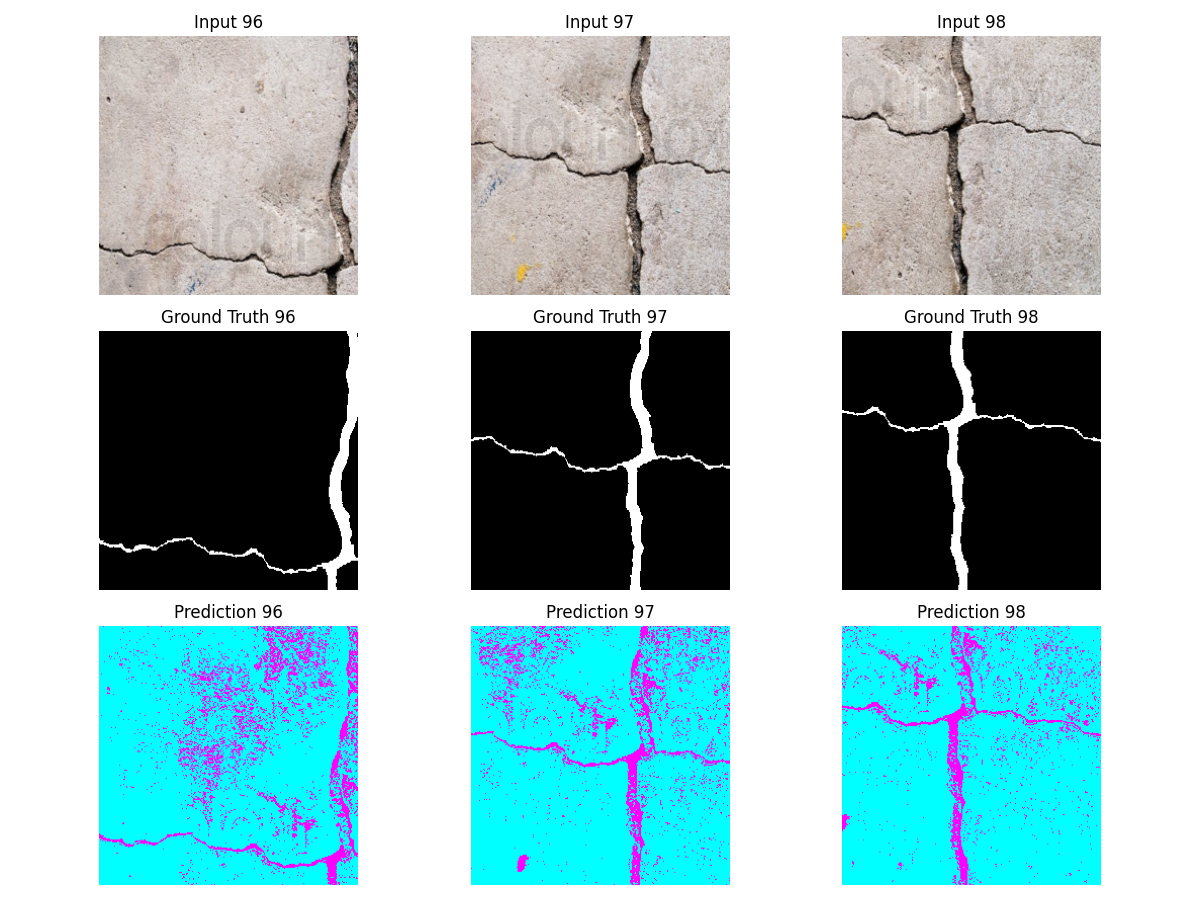 Input 96
Input 97
Input 98
Ground Truth 96
Ground Truth 97
Ground Truth 98
Prediction 96
Prediction 97
Prediction 98